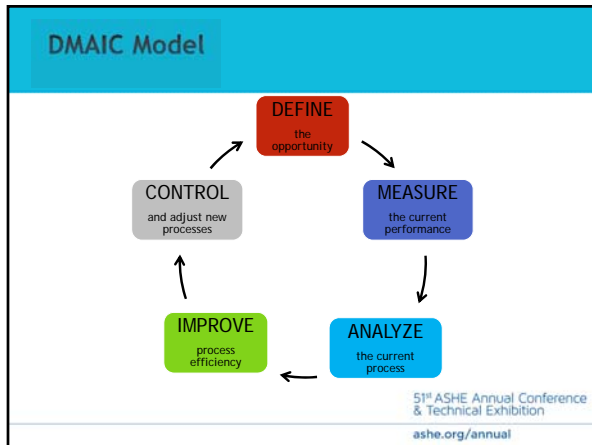 DMAIC Model
DEFINE
the
opportunity
MEASURE
the current
performance
ANALYZE
the current
process
IMPROVE
process
efficiency
CONTROL
and adjust new
processes
51st ASHE Annual Conference
& Technical Exhibition
ashe.org/annual